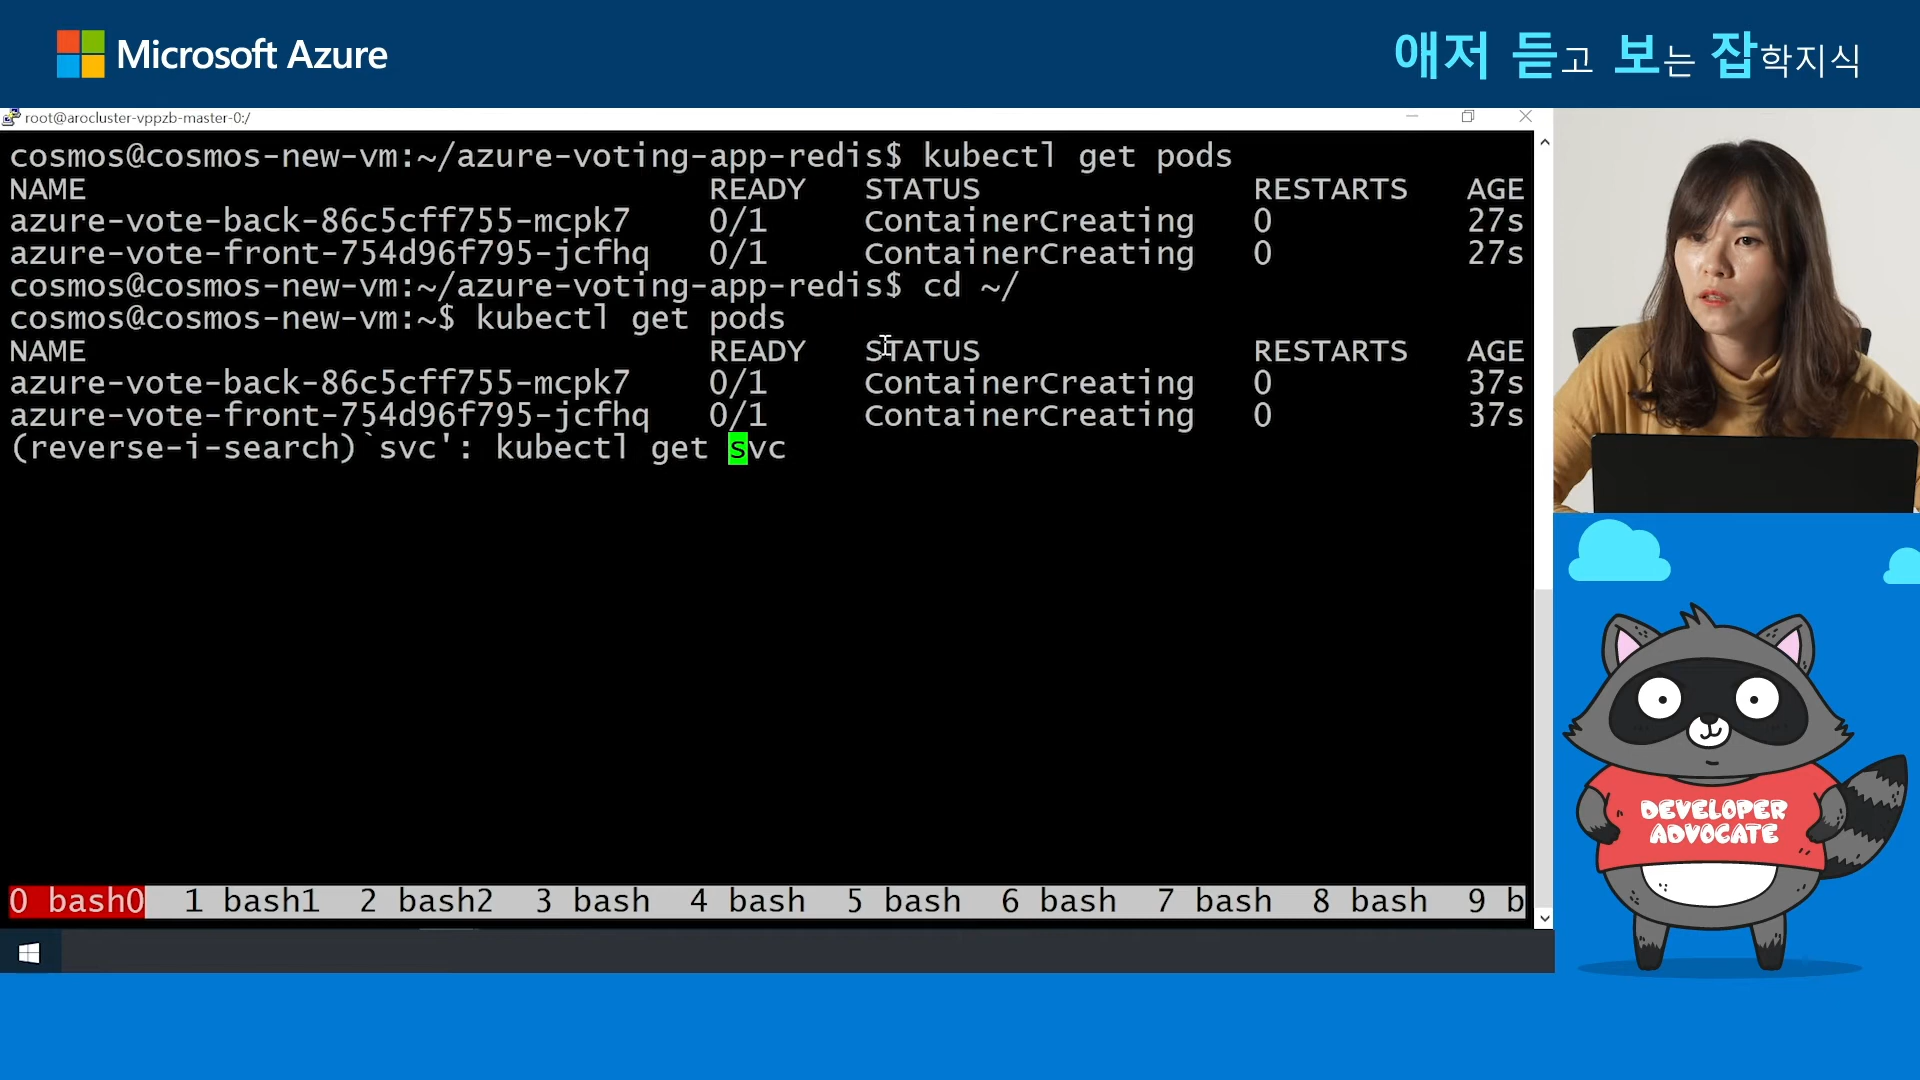 Microsoft Azure
애저 듣고 보는 잡학지식
root@arocluster-vppzb-master-0:/
cosmos@cosmos-new-vm:~/azure-voting-app-redis$ kubectl get pods
NAME READY STATUS RESTARTS AGE
azure-vote-back-86c5cff755-mcpk7 0/1 ContainerCreating 0 27s
azure-vote-front-754d96f795-jcfhq 0/1 ContainerCreating 0 27s
cosmos@cosmos-new-vm:~/azure-voting-app-redis$ cd ~/
cosmos@cosmos-new-vm:~$ kubectl get pods
NAME READY STATUS RESTARTS AGE
azure-vote-back-86c5cff755-mcpk7 0/1 ContainerCreating 0 37s
azure-vote-front-754d96f795-jcfhq 0/1 ContainerCreating 0 37s
(reverse-i-search)`svc': kubectl get svc
0 bash0 1 bash1 2 bash2 3 bash 4 bash 5 bash 6 bash 7 bash 8 bash 9 b
DEVELOPER
ADVOCATE